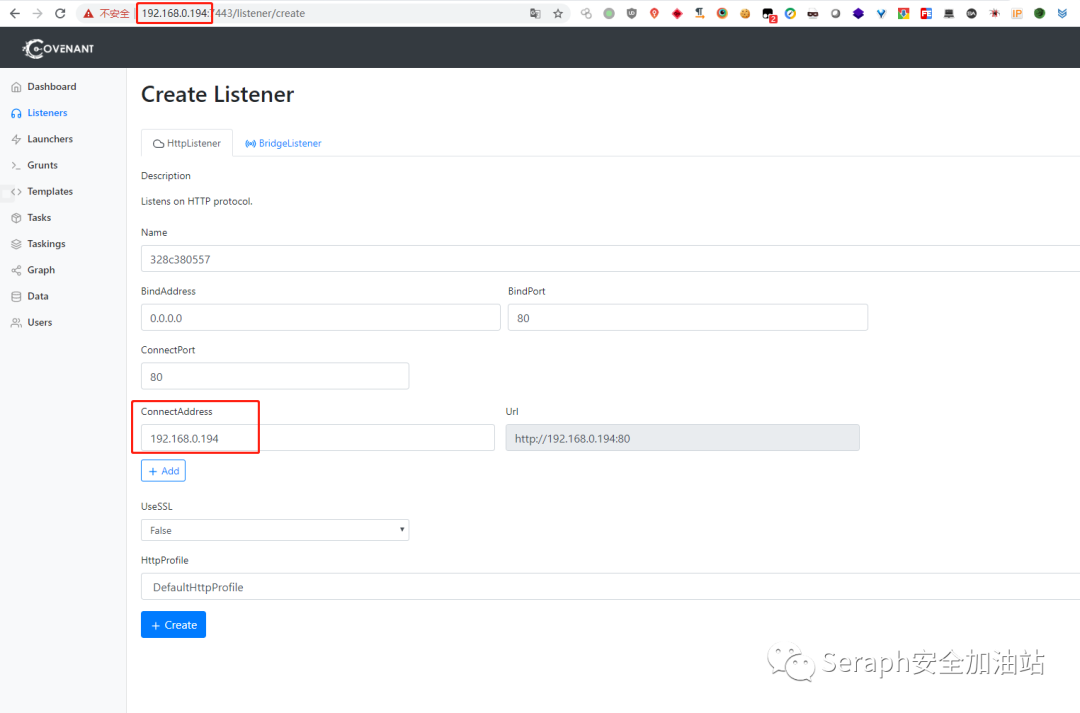 不安全 192.168.0.194:7443/listener/create
2
COVENANT
Dashboard
Listeners
Launchers
Grunts
Templates
Tasks
Taskings
Graph
Data
Users
Create Listener
HttpListener
BridgeListener
Description
Listens on HTTP protocol.
Name
328c380557
BindAddress
BindPort
0.0.0.0
80
ConnectPort
80
ConnectAddress
Url
192.168.0.194
http://192.168.0.194:80
+ Add
UseSSL
False
HttpProfile
DefaultHttpProfile
+ Create
Seraph安全加油站